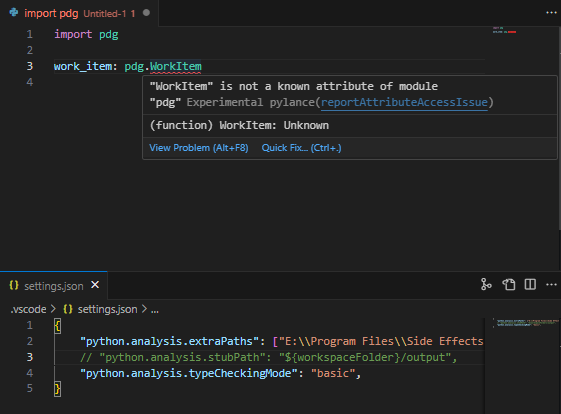 import pdg Untitled-1 1
1 import pdg
2
3 work_item: pdg.WorkItem
4
"WorkItem" is not a known attribute of module
"pdg" Experimental pylance(reportAttributeAccessIssue)
(function) WorkItem: Unknown
View Problem (Alt+F8) Quick Fix... (Ctrl+.)
{} settings.json ×
.vscode > {} settings.json > ...
1 {
2 "python.analysis.extraPaths": ["E:\\Program Files\\Side Effects
3 // "python.analysis.stubPath": "${workspaceFolder}/output",
4 "python.analysis.typeCheckingMode": "basic",
5 }